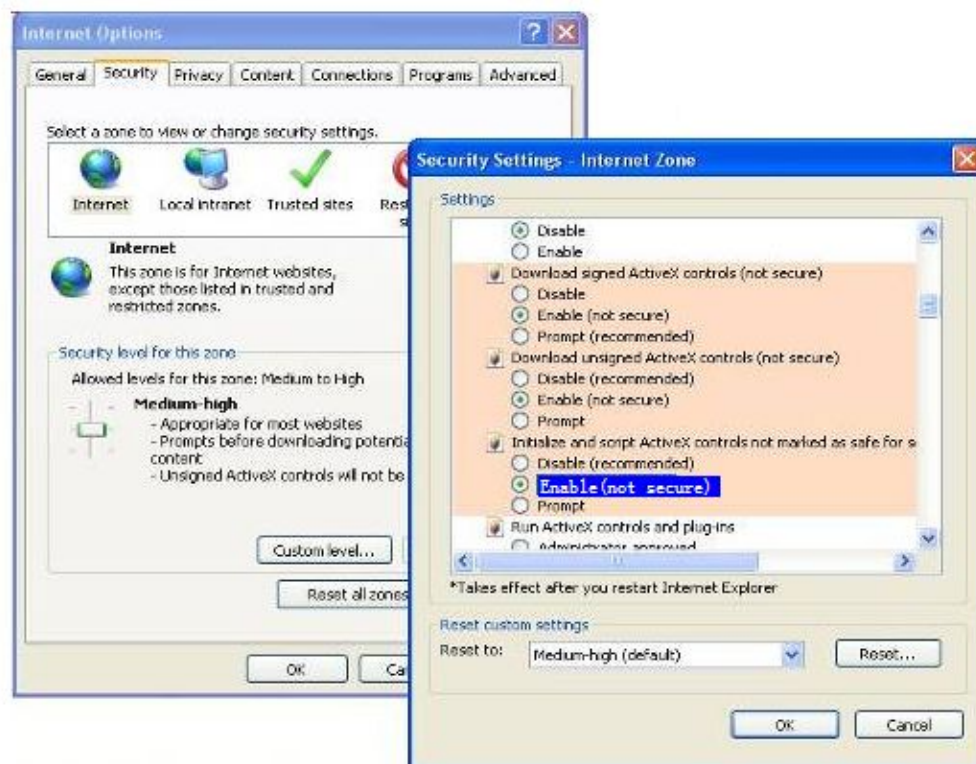 Internet Options
General Security Privacy Content Connections Programs Advanced
Select a zone to view or change security settings.
Internet Local intranet Trusted sites
Internet
This zone is for Internet websites,
except those listed in trusted and
restricted zones.
Security level for this zone
Allowed levels for this zone: Medium to High
Medium-high
- Appropriate for most websites
- Prompts before downloading
content
- Unsigned ActiveX controls will not be
Custom level...
Reset all zones
OK
Security Settings - Internet Zone
Settings
Disable
Enable
Download signed ActiveX controls (not secure)
Disable
Enable (not secure)
Prompt (recommended)
Download unsigned ActiveX controls (not secure)
Disable (recommended)
Enable (not secure)
Prompt
Initialize and script ActiveX controls not marked as safe for s
Disable (recommended)
Enable(not secure)
Prompt
Run ActiveX controls and plug-ins
Administrator approved
*Takes effect after you restart Internet Explorer
Reset custom settings
Reset to: Medium-high (default) Reset...
OK Cancel